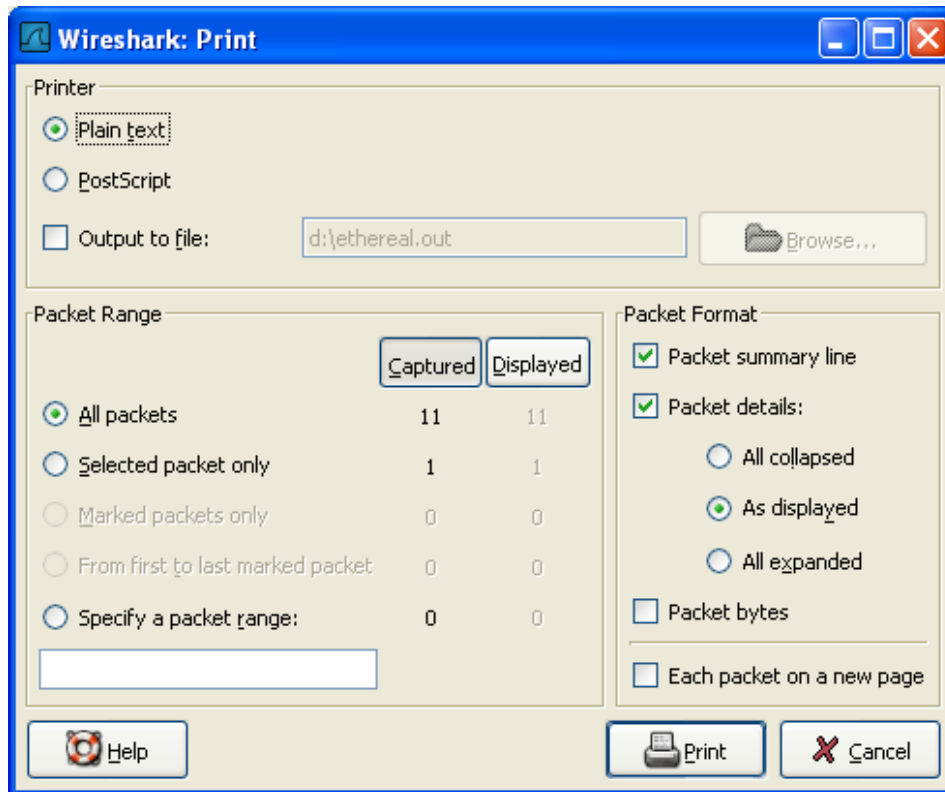 Wireshark: Print
Printer
Plain text
PostScript
Output to file: d:\ethereal.out Browse...
Packet Range
Captured Displayed
All packets 11 11
Selected packet only 1 1
Marked packets only 0 0
From first to last marked packet 0 0
Specify a packet range: 0 0
Packet Format
Packet summary line
Packet details:
All collapsed
As displayed
All expanded
Packet bytes
Each packet on a new page
Help Print Cancel